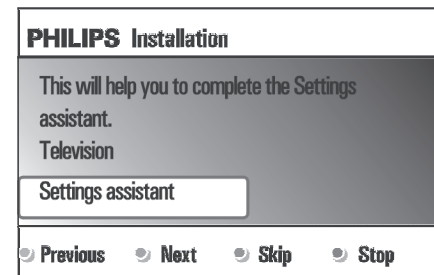 PHILIPS Installation
This will help you to complete the Settings
assistant.
Television
Settings assistant
Previous Next Skip Stop